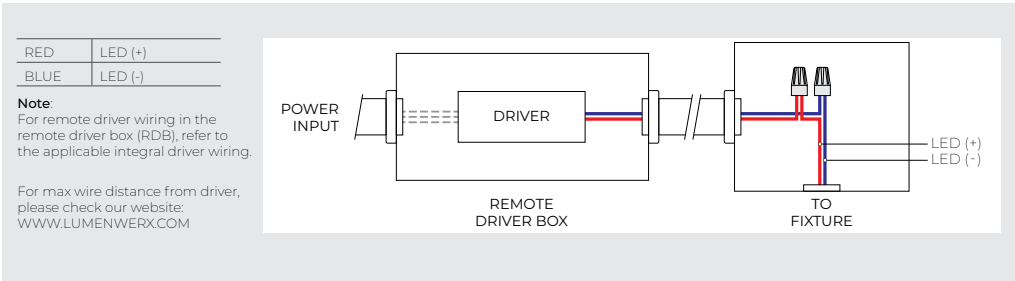 RED LED (+)
BLUE LED (-)
Note:
For remote driver wiring in the
remote driver box (RDB), refer to
the applicable integral driver wiring.
For max wire distance from driver,
please check our website:
WWW.LUMENWERX.COM
POWER
INPUT
DRIVER
REMOTE
DRIVER BOX
LED (+)
LED (-)
TO
FIXTURE